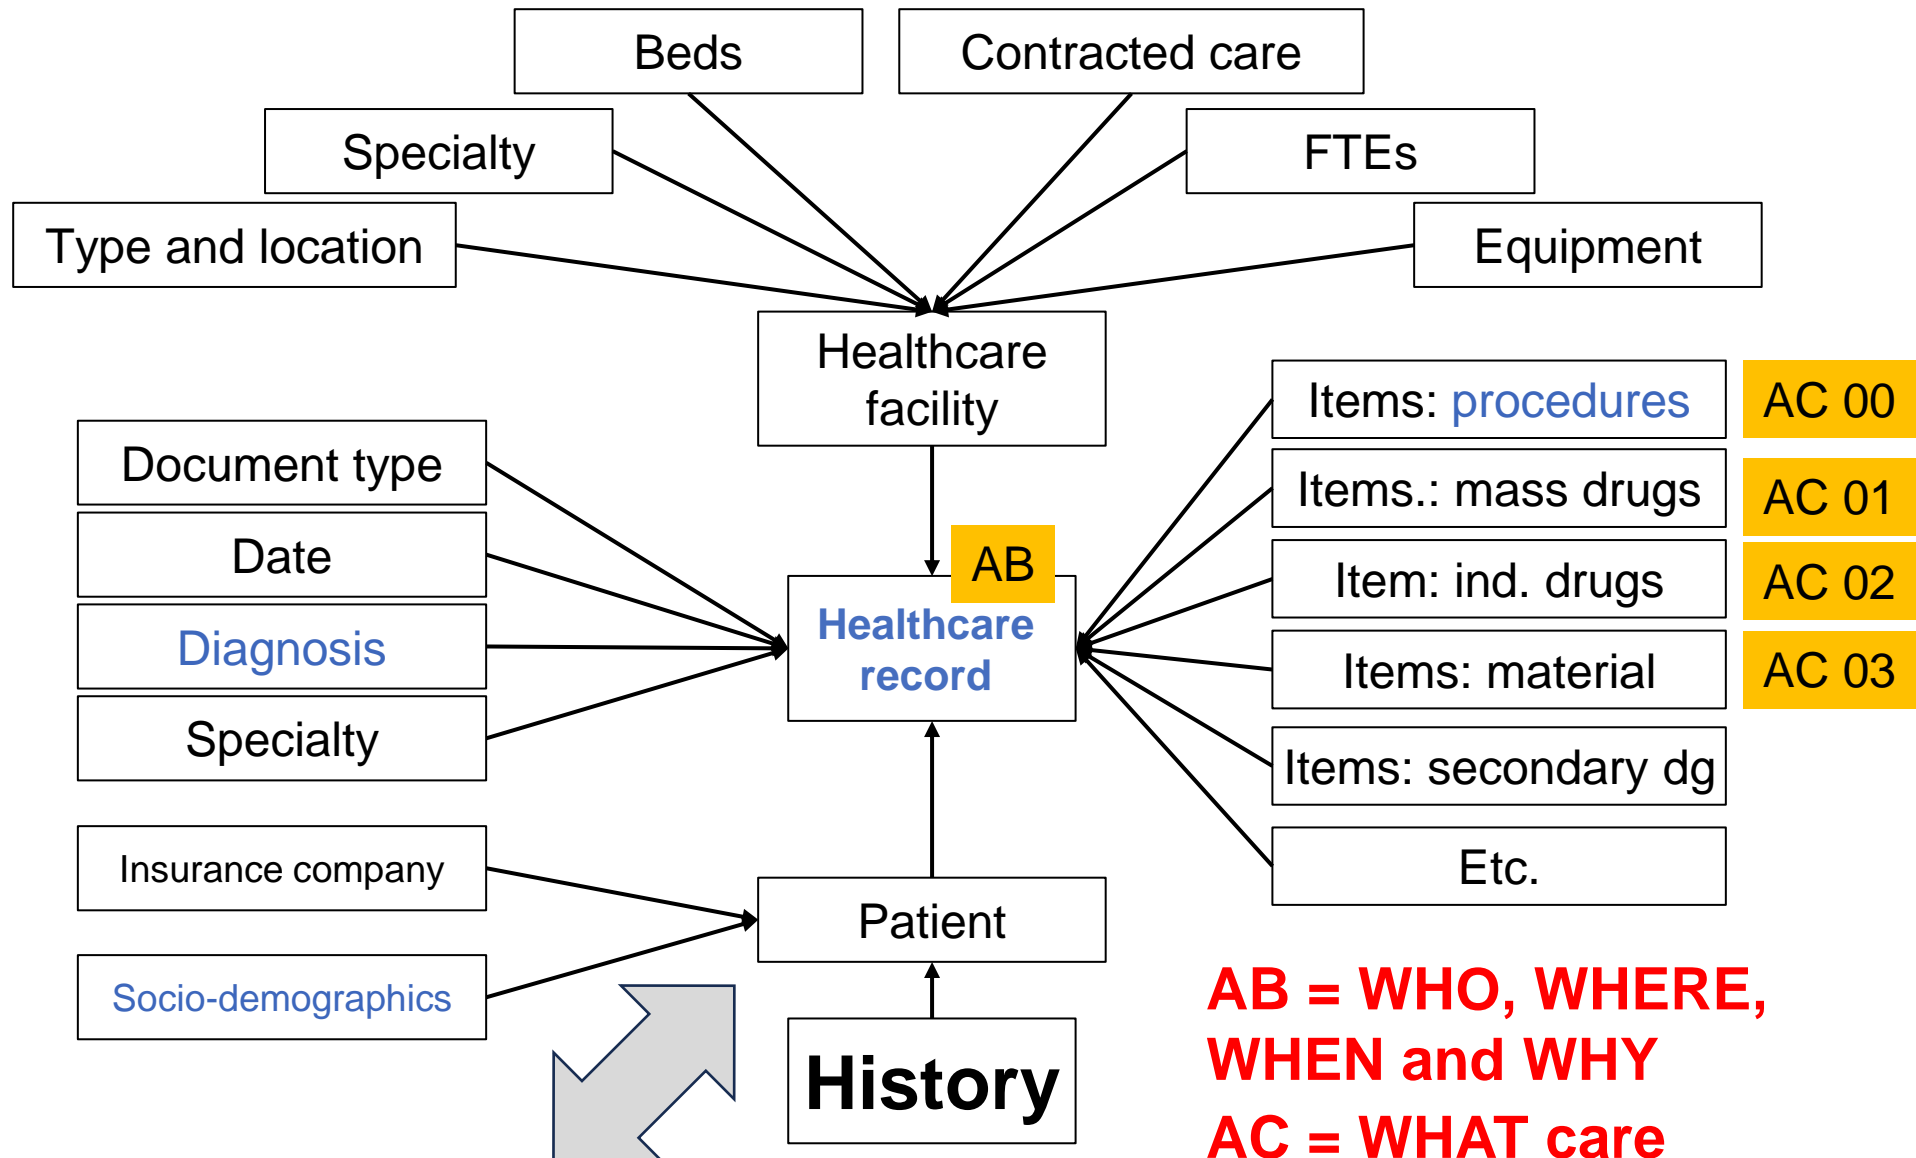 Beds
Contracted care
Specialty
FTEs
Type and location
Equipment
Healthcare
facility
Items: procedures
AC 00
Document type
Items.: mass drugs
AC 01
Date
AB
Item: ind. drugs
AC 02
Diagnosis
Healthcare
record
Items: material
AC 03
Specialty
Items: secondary dg
Insurance company
Etc.
Patient
Socio-demographics
History
AB = WHO, WHERE,
WHEN and WHY
AC = WHAT care